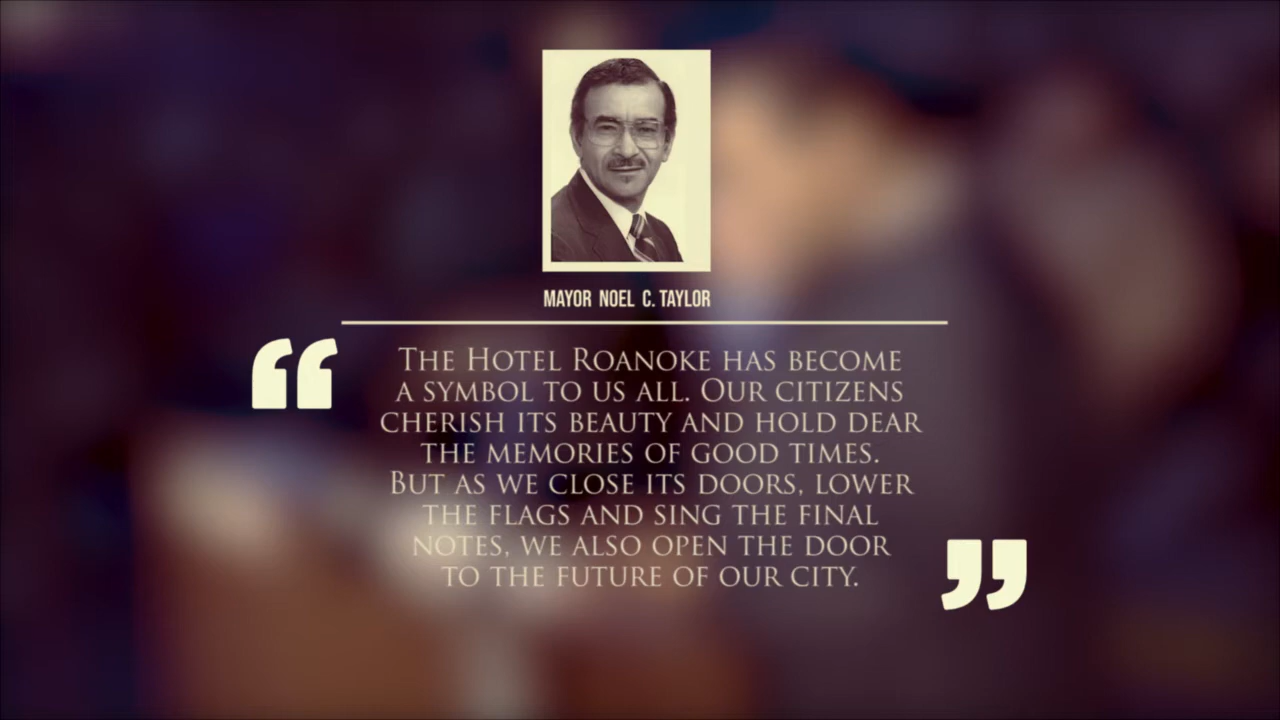 MAYOR NOEL C. TAYLOR
“
THE HOTEL ROANOKE HAS BECOME
A SYMBOL TO US ALL. OUR CITIZENS
CHERISH ITS BEAUTY AND HOLD DEAR
THE MEMORIES OF GOOD TIMES.
BUT AS WE CLOSE ITS DOORS, LOWER
THE FLAGS AND SING THE FINAL
NOTES, WE ALSO OPEN THE DOOR
TO THE FUTURE OF OUR CITY.
”